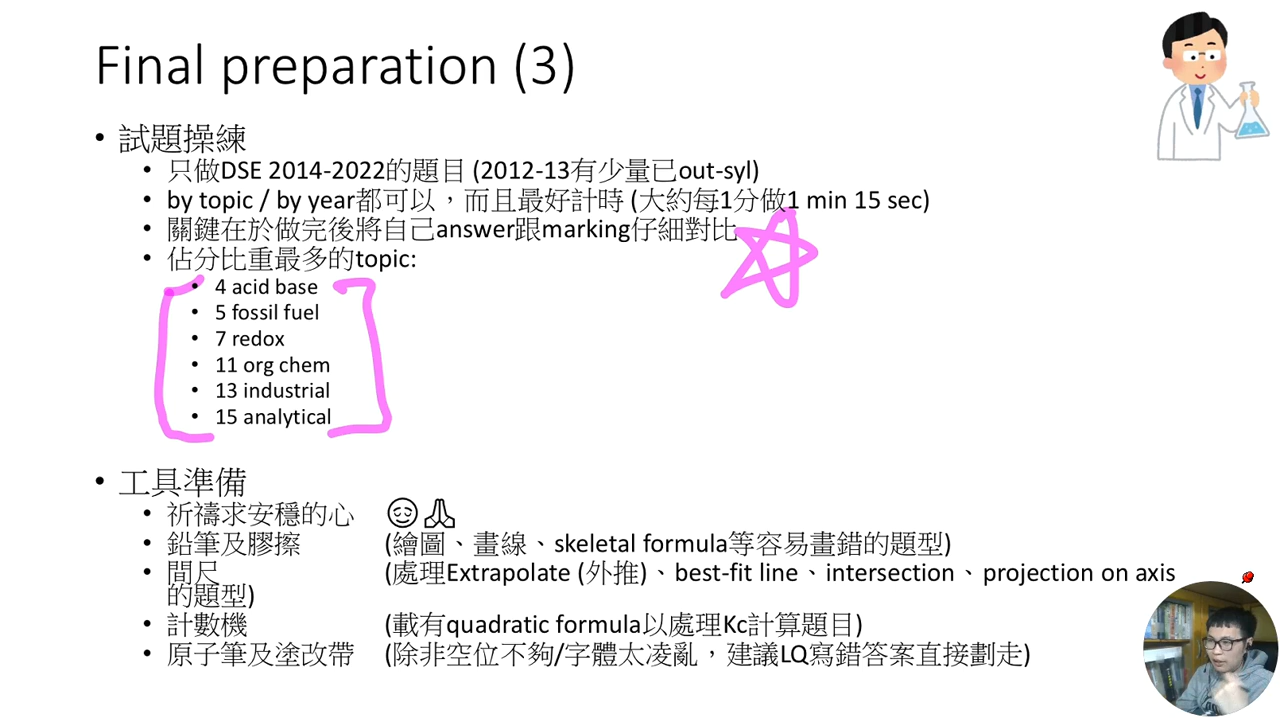 Final preparation (3)
• 試題操練
• 只做DSE 2014-2022的題目 (2012-13有少量已out-syl)
• by topic / by year都可以，而且最好計時 (大約每1分做1 min 15 sec)
• 關鍵在於做完後將自己answer跟marking仔細對比
• 佔分比重最多的topic:
• 4 acid base
• 5 fossil fuel
• 7 redox
• 11 org chem
• 13 industrial
• 15 analytical
• 工具準備
• 祈禱求安穩的心 😌🙏
• 鉛筆及膠擦 (繪圖、畫線、skeletal formula等容易畫錯的題型)
• 間尺 (處理Extrapolate (外推)、best-fit line、intersection、projection on axis
的題型)
• 計數機 (載有quadratic formula以處理Kc計算題目)
• 原子筆及塗改帶 (除非空位不夠/字體太凌亂，建議LQ寫錯答案直接劃走)